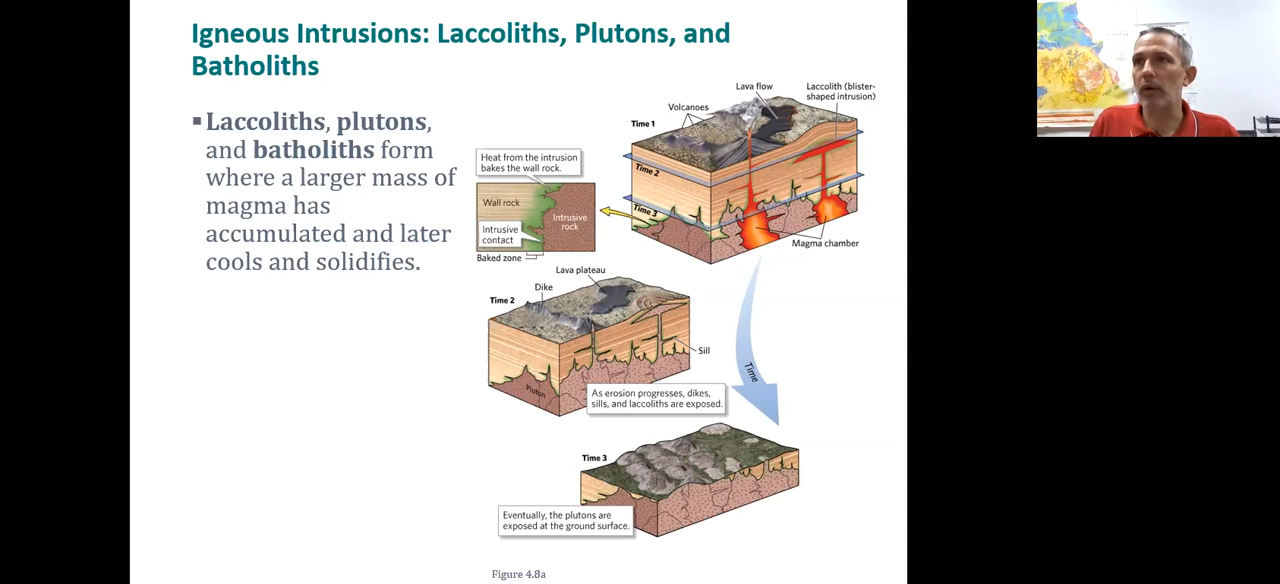 Igneous Intrusions: Laccoliths, Plutons, and
Batholiths
▪ Laccoliths, plutons,
and batholiths form
where a larger mass of
magma has
accumulated and later
cools and solidifies.
Lava flow
Laccolith (blister-
shaped intrusion)
Volcanoes
Time 1
Time 2
Time 3
Magma chamber
Heat from the intrusion
bakes the wall rock.
Wall rock
Intrusive
rock
Intrusive
contact
Baked zone
Lava plateau
Dike
Time 2
Sill
Pluton
As erosion progresses, dikes,
sills, and laccoliths are exposed.
Time
Time 3
Eventually, the plutons are
exposed at the ground surface.
Figure 4.8a